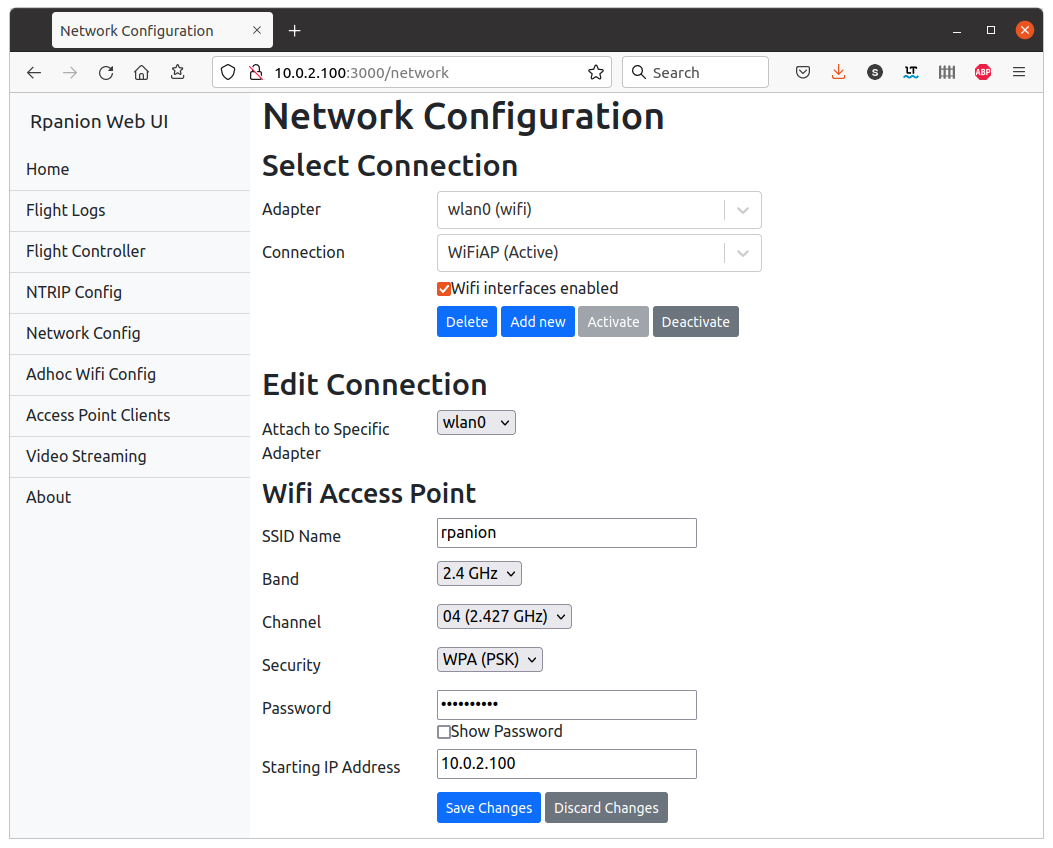 Network Configuration
10.0.2.100:3000/network
Search
S
LT
ABP
Rpanion Web UI
Home
Flight Logs
Flight Controller
NTRIP Config
Network Config
Adhoc Wifi Config
Access Point Clients
Video Streaming
About
Network Configuration
Select Connection
Adapter
wlan0 (wifi)
Connection
WiFiAP (Active)
Wifi interfaces enabled
Delete
Add new
Activate
Deactivate
Edit Connection
Attach to Specific
Adapter
wlan0
Wifi Access Point
SSID Name
rpanion
Band
2.4 GHz
Channel
04 (2.427 GHz)
Security
WPA (PSK)
Password
••••••••••
Show Password
Starting IP Address
10.0.2.100
Save Changes
Discard Changes